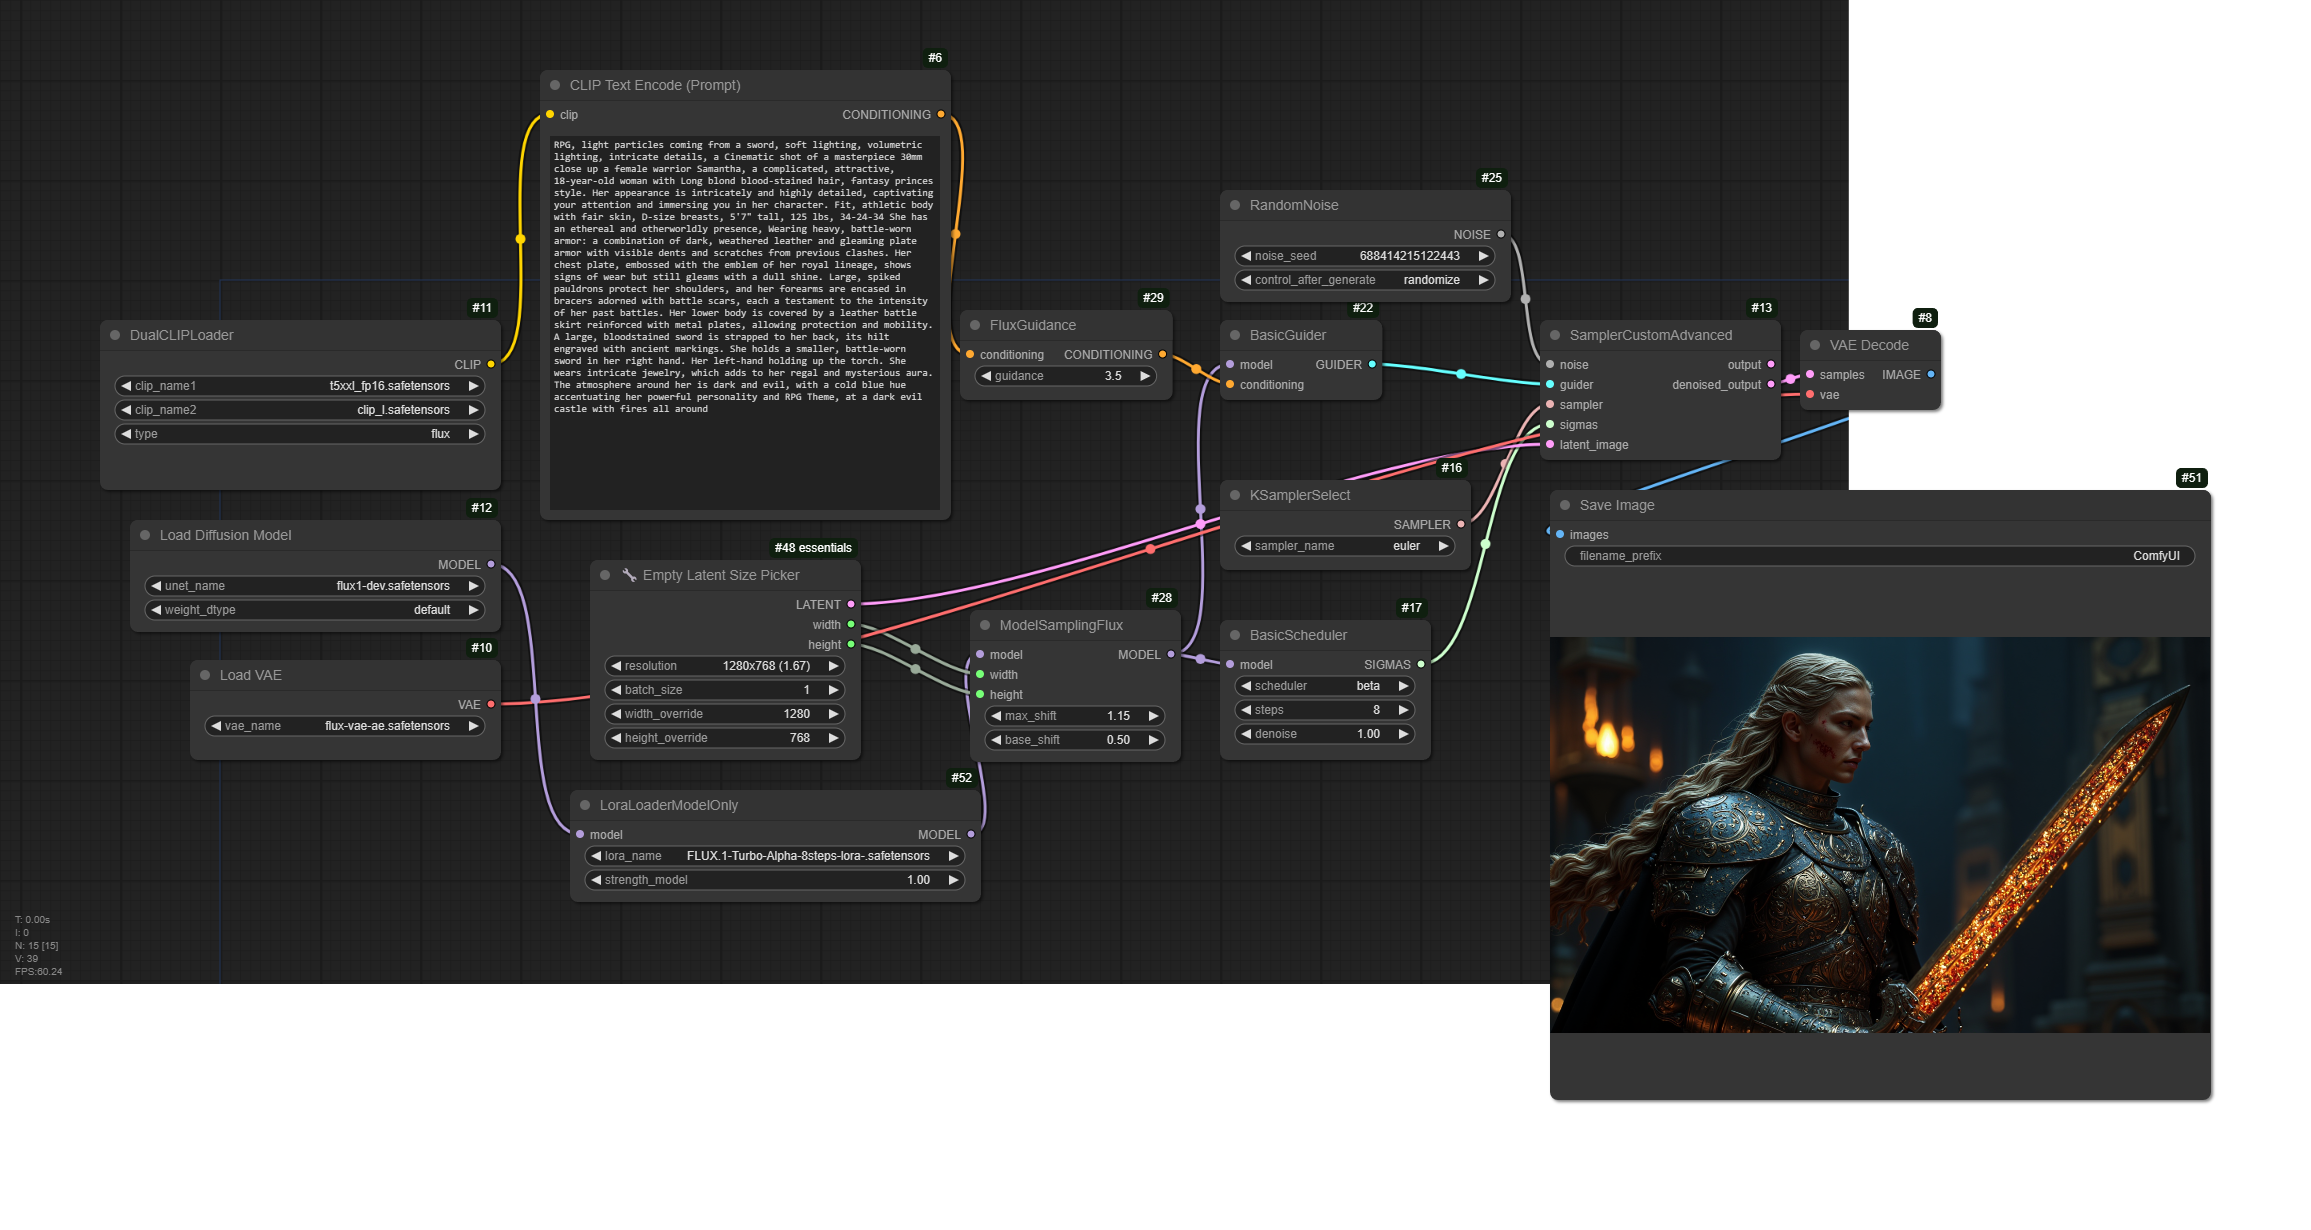 #6
CLIP Text Encode (Prompt)
clip
CONDITIONING
RPG, light particles coming from a sword, soft lighting, volumetric
lighting, intricate details, a Cinematic shot of a masterpiece 30mm
close up a female warrior Samantha, a complicated, attractive,
18-year-old woman with Long blond blood-stained hair, fantasy princes
style. Her appearance is intricately and highly detailed, captivating
your attention and immersing you in her character. Fit, athletic body
with fair skin, D-size breasts, 5'7" tall, 125 lbs, 34-24-34 She has
an ethereal and otherworldly presence, Wearing heavy, battle-worn
armor: a combination of dark, weathered leather and gleaming plate
armor with visible dents and scratches from previous clashes. Her
chest plate, embossed with the emblem of her royal lineage, shows
signs of wear but still gleams with a dull shine. Large, spiked
pauldrons protect her shoulders, and her forearms are encased in
bracers adorned with battle scars, each a testament to the intensity
of her past battles. Her lower body is covered by a leather battle
skirt reinforced with metal plates, allowing protection and mobility.
A large, bloodstained sword is strapped to her back, its hilt
engraved with ancient markings. She holds a smaller, battle-worn
sword in her right hand. Her left-hand holding up the torch. She
wears intricate jewelry, which adds to her regal and mysterious aura.
The atmosphere around her is dark and evil, with a cold blue hue
accentuating her powerful personality and RPG Theme, at a dark evil
castle with fires all around
#11
DualCLIPLoader
CLIP
clip_name1 t5xxl_fp16.safetensors
clip_name2 clip_l.safetensors
type flux
#12
Load Diffusion Model
MODEL
unet_name flux1-dev.safetensors
weight_dtype default
#10
Load VAE
VAE
vae_name flux-vae-ae.safetensors
#48 essentials
Empty Latent Size Picker
LATENT
width
height
resolution 1280x768 (1.67)
batch_size 1
width_override 1280
height_override 768
#52
LoraLoaderModelOnly
model MODEL
lora_name FLUX.1-Turbo-Alpha-8steps-lora-.safetensors
strength_model 1.00
#29
FluxGuidance
conditioning CONDITIONING
guidance 3.5
#28
ModelSamplingFlux
model MODEL
width
height
max_shift 1.15
base_shift 0.50
#25
RandomNoise
NOISE
noise_seed 688414215122443
control_after_generate randomize
#22
BasicGuider
model GUIDER
conditioning
#16
KSamplerSelect
SAMPLER
sampler_name euler
#17
BasicScheduler
model SIGMAS
scheduler beta
steps 8
denoise 1.00
#13
SamplerCustomAdvanced
noise output
guider denoised_output
sampler
sigmas
latent_image
#8
VAE Decode
samples IMAGE
vae
#51
Save Image
images
filename_prefix ComfyUI
T: 0.00s
I: 0
N: 15 [15]
V: 39
FPS:60.24